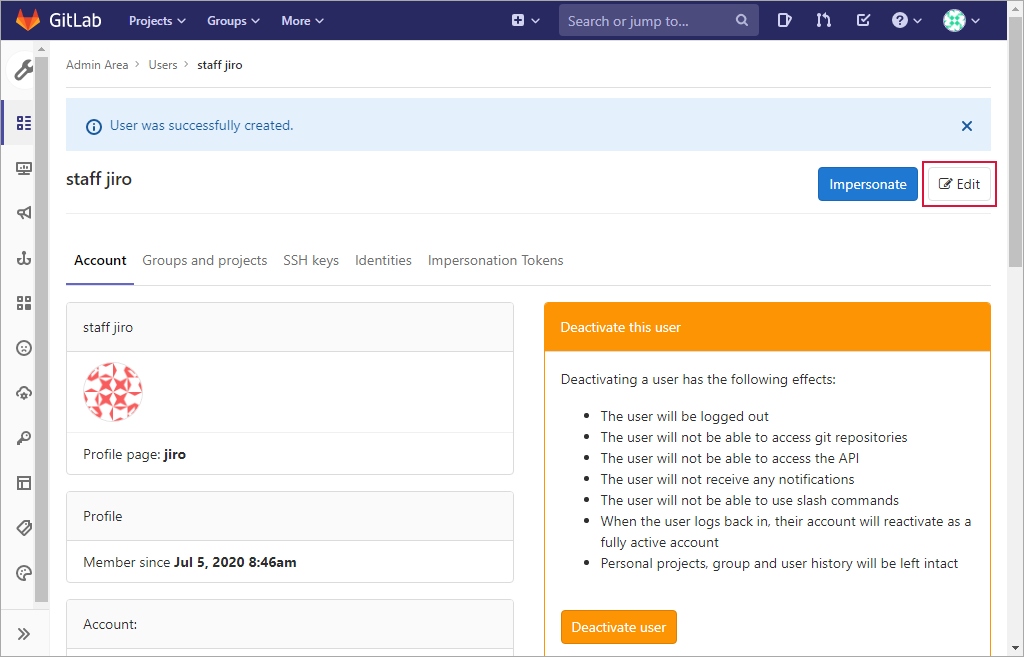 GitLab Projects Groups More Search or jump to...
Admin Area > Users > staff jiro
User was successfully created.
staff jiro
Impersonate
Edit
Account Groups and projects SSH keys Identities Impersonation Tokens
staff jiro
Profile page: jiro
Profile
Member since Jul 5, 2020 8:46am
Account:
Deactivate this user
Deactivating a user has the following effects:
• The user will be logged out
• The user will not be able to access git repositories
• The user will not be able to access the API
• The user will not receive any notifications
• The user will not be able to use slash commands
• When the user logs back in, their account will reactivate as a
fully active account
• Personal projects, group and user history will be left intact
Deactivate user